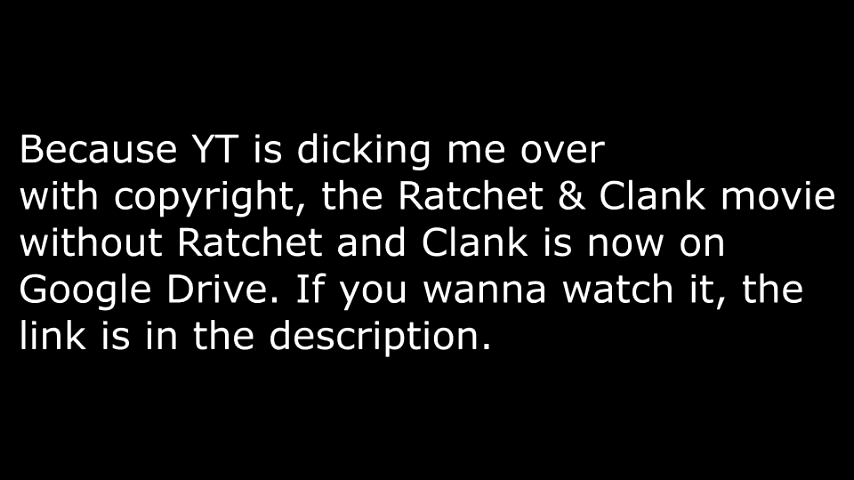 Because YT is dicking me over
with copyright, the Ratchet & Clank movie
without Ratchet and Clank is now on
Google Drive. If you wanna watch it, the
link is in the description.